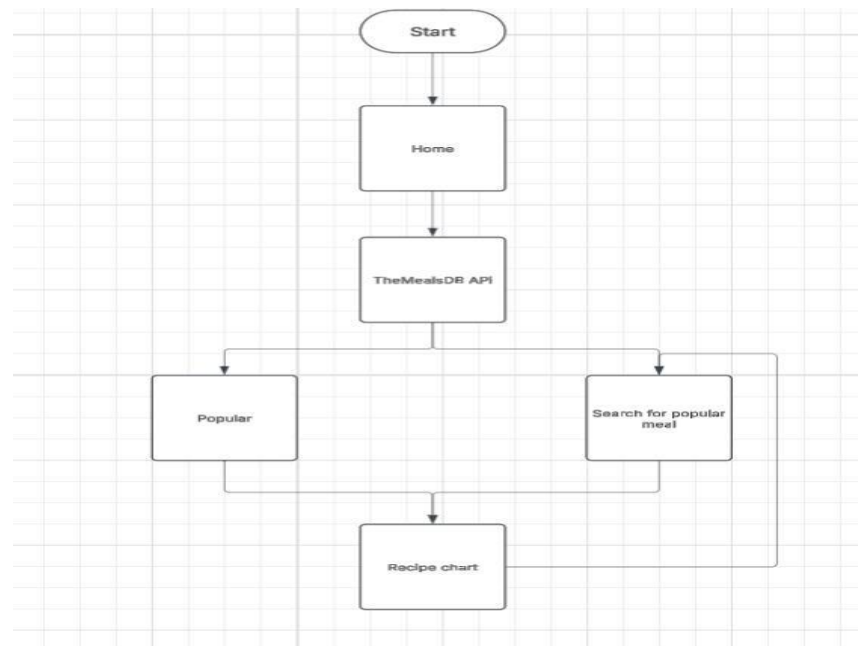 Start
Home
TheMealsDB APi
Popular
Search for popular
meal
Recipe chart